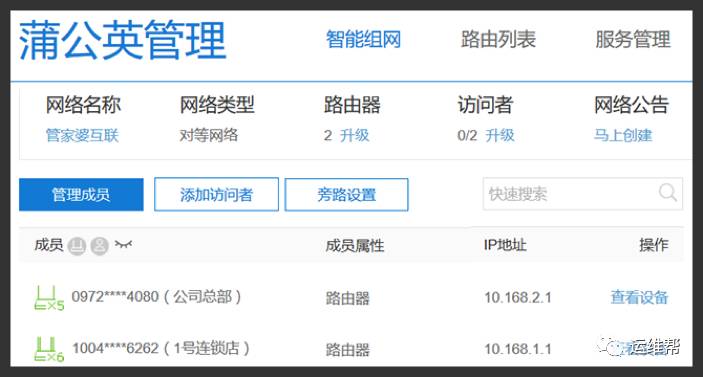 蒲公英管理 智能组网 路由列表 服务管理
网络名称 网络类型 路由器 访问者 网络公告
管家婆互联 对等网络 2 升级 0/2 升级 马上创建
管理成员 添加访问者 旁路设置 快速搜索
成员 成员属性 IP地址 操作
X5 0972****4080（公司总部） 路由器 10.168.2.1 查看设备
X6 1004****6262（1号连锁店） 路由器 10.168.1.1
运维帮